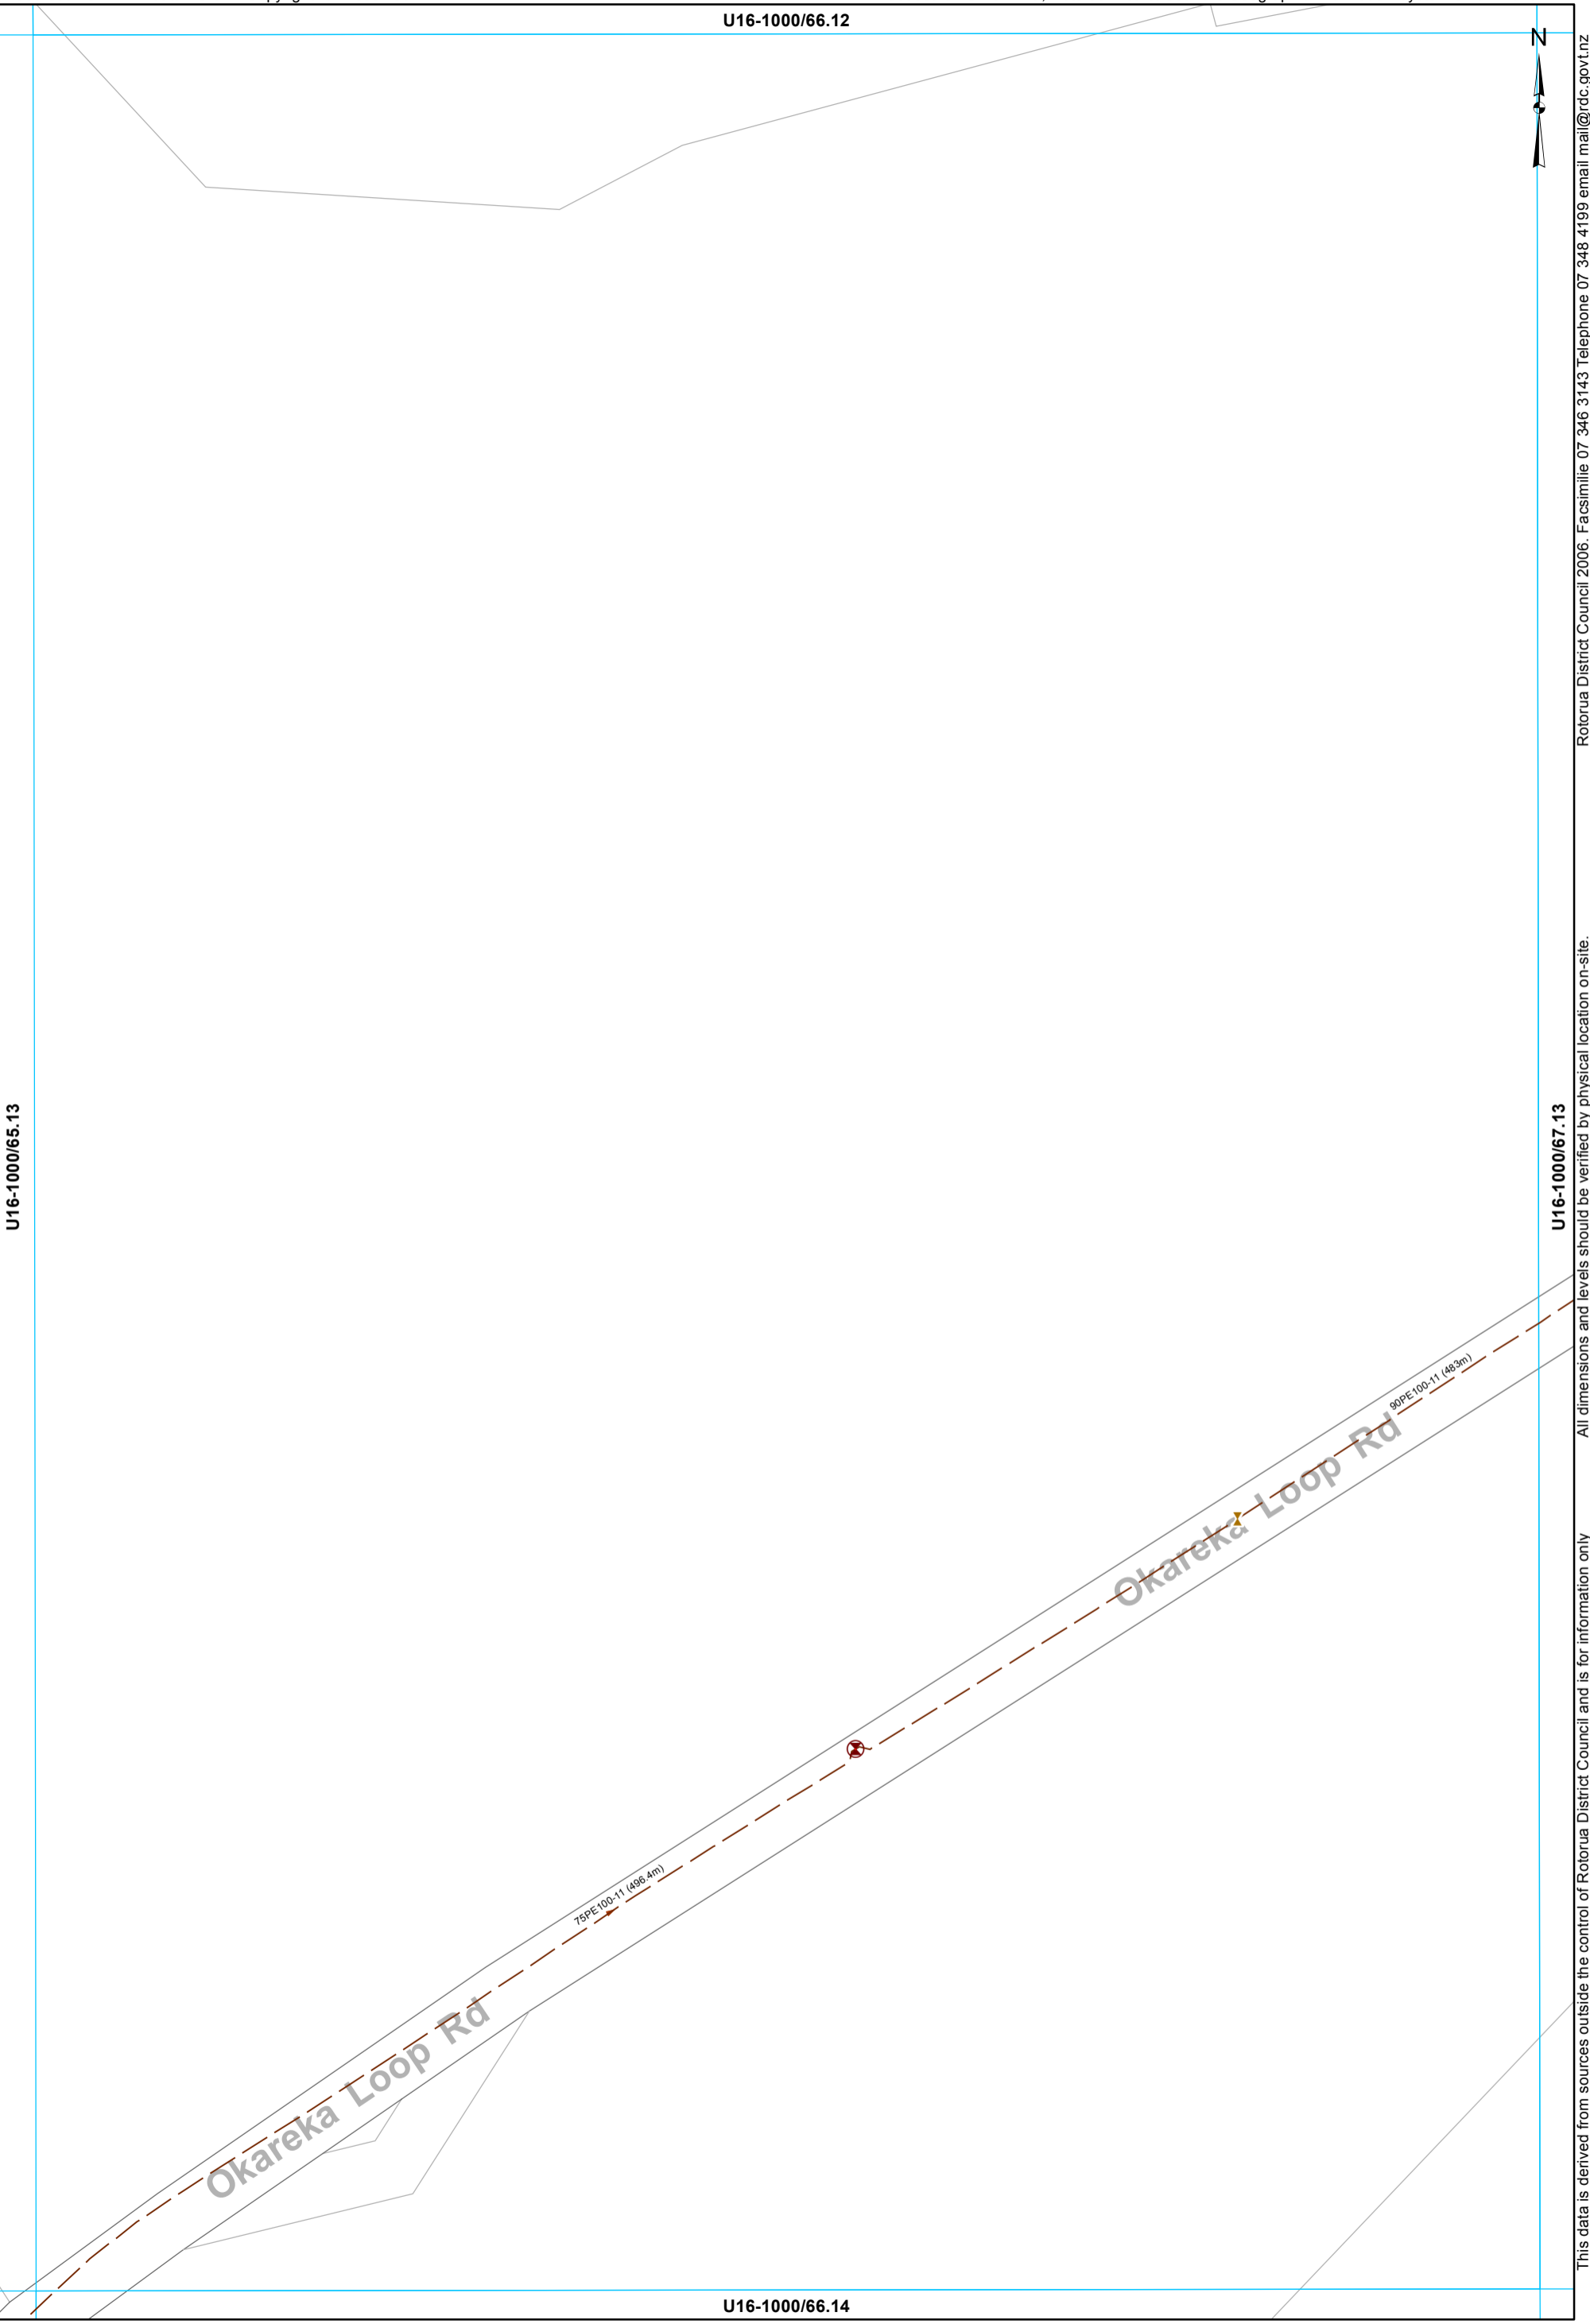 U16-1000/66.12
N
U16-1000/65.13
U16-1000/67.13
90PE100-11 (483m)
Okareka Loop Rd
75PE100-11 (496.4m)
Okareka Loop Rd
U16-1000/66.14
This data is derived from sources outside the control of Rotorua District Council and is for information only All dimensions and levels should be verified by physical location on-site. Rotorua District Council 2006. Facsimilie 07 346 3143 Telephone 07 348 4199 email mail@rdc.govt.nz